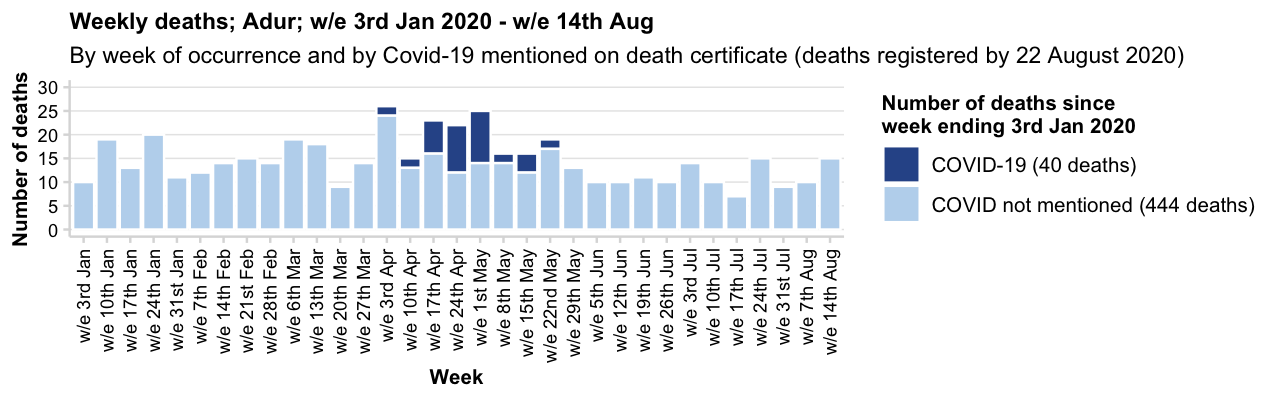 Weekly deaths; Adur; w/e 3rd Jan 2020 - w/e 14th Aug
By week of occurrence and by Covid-19 mentioned on death certificate (deaths registered by 22 August 2020)
Number of deaths
30
25
20
15
10
5
0
w/e 3rd Jan
w/e 10th Jan
w/e 17th Jan
w/e 24th Jan
w/e 31st Jan
w/e 7th Feb
w/e 14th Feb
w/e 21st Feb
w/e 28th Feb
w/e 6th Mar
w/e 13th Mar
w/e 20th Mar
w/e 27th Mar
w/e 3rd Apr
w/e 10th Apr
w/e 17th Apr
w/e 24th Apr
w/e 1st May
w/e 8th May
w/e 15th May
w/e 22nd May
w/e 29th May
w/e 5th Jun
w/e 12th Jun
w/e 19th Jun
w/e 26th Jun
w/e 3rd Jul
w/e 10th Jul
w/e 17th Jul
w/e 24th Jul
w/e 31st Jul
w/e 7th Aug
w/e 14th Aug
Week
Number of deaths since
week ending 3rd Jan 2020
COVID-19 (40 deaths)
COVID not mentioned (444 deaths)